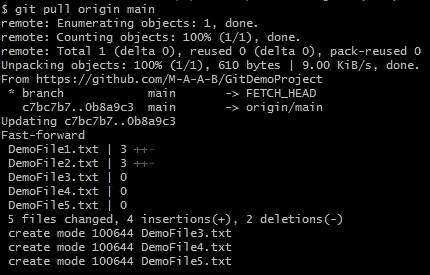 $ git pull origin main
remote: Enumerating objects: 1, done.
remote: Counting objects: 100% (1/1), done.
remote: Total 1 (delta 0), reused 0 (delta 0), pack-reused 0
Unpacking objects: 100% (1/1), 610 bytes | 9.00 KiB/s, done.
From https://github.com/M-A-A-B/GitDemoProject
 * branch            main       -> FETCH_HEAD
   c7bc7b7..0b8a9c3  main       -> origin/main
Updating c7bc7b7..0b8a9c3
Fast-forward
 DemoFile1.txt | 3 ++-
 DemoFile2.txt | 3 ++-
 DemoFile3.txt | 0
 DemoFile4.txt | 0
 DemoFile5.txt | 0
 5 files changed, 4 insertions(+), 2 deletions(-)
 create mode 100644 DemoFile3.txt
 create mode 100644 DemoFile4.txt
 create mode 100644 DemoFile5.txt